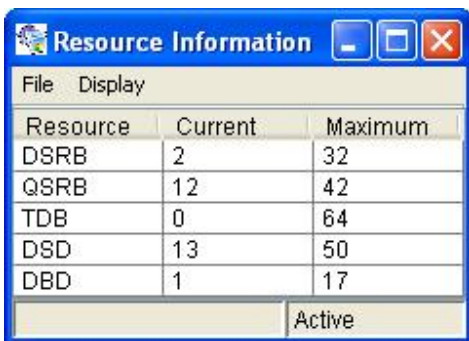 Resource Information
File Display
Resource Current Maximum
DSRB 2 32
QSRB 12 42
TDB 0 64
DSD 13 50
DBD 1 17
Active